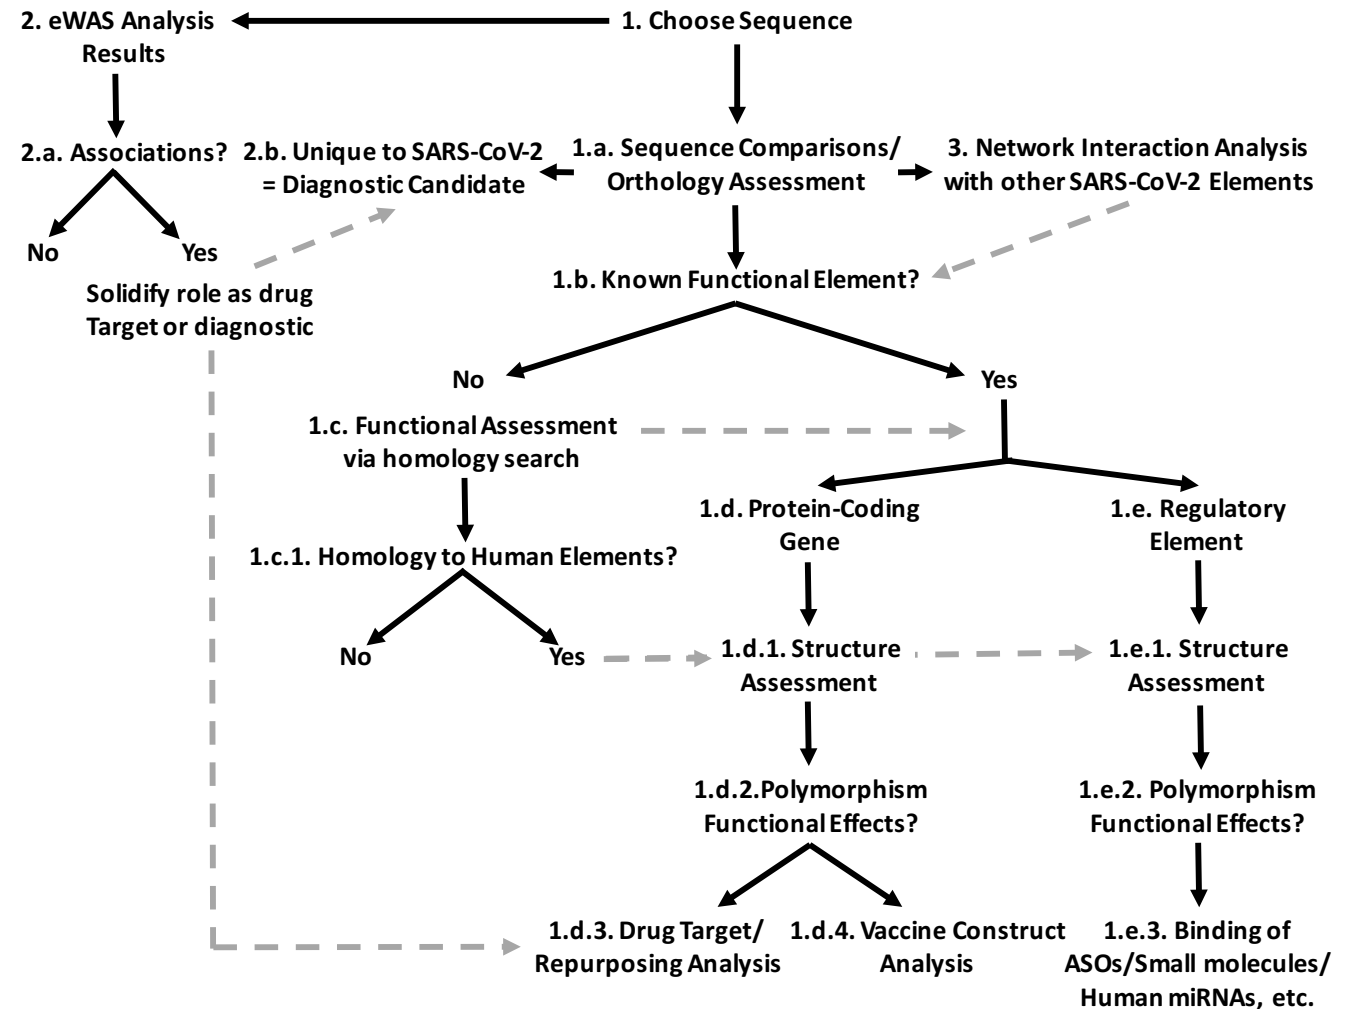 2. eWAS Analysis
Results
1. Choose Sequence
2.a. Associations?
2.b. Unique to SARS-CoV-2
= Diagnostic Candidate
1.a. Sequence Comparisons/
Orthology Assessment
3. Network Interaction Analysis
with other SARS-CoV-2 Elements
No
Yes
Solidify role as drug
Target or diagnostic
1.b. Known Functional Element?
No
Yes
1.c. Functional Assessment
via homology search
1.d. Protein-Coding
Gene
1.e. Regulatory
Element
1.c.1. Homology to Human Elements?
No
Yes
1.d.1. Structure
Assessment
1.e.1. Structure
Assessment
1.d.2.Polymorphism
Functional Effects?
1.e.2. Polymorphism
Functional Effects?
1.d.3. Drug Target/
Repurposing Analysis
1.d.4. Vaccine Construct
Analysis
1.e.3. Binding of
ASOs/Small molecules/
Human miRNAs, etc.